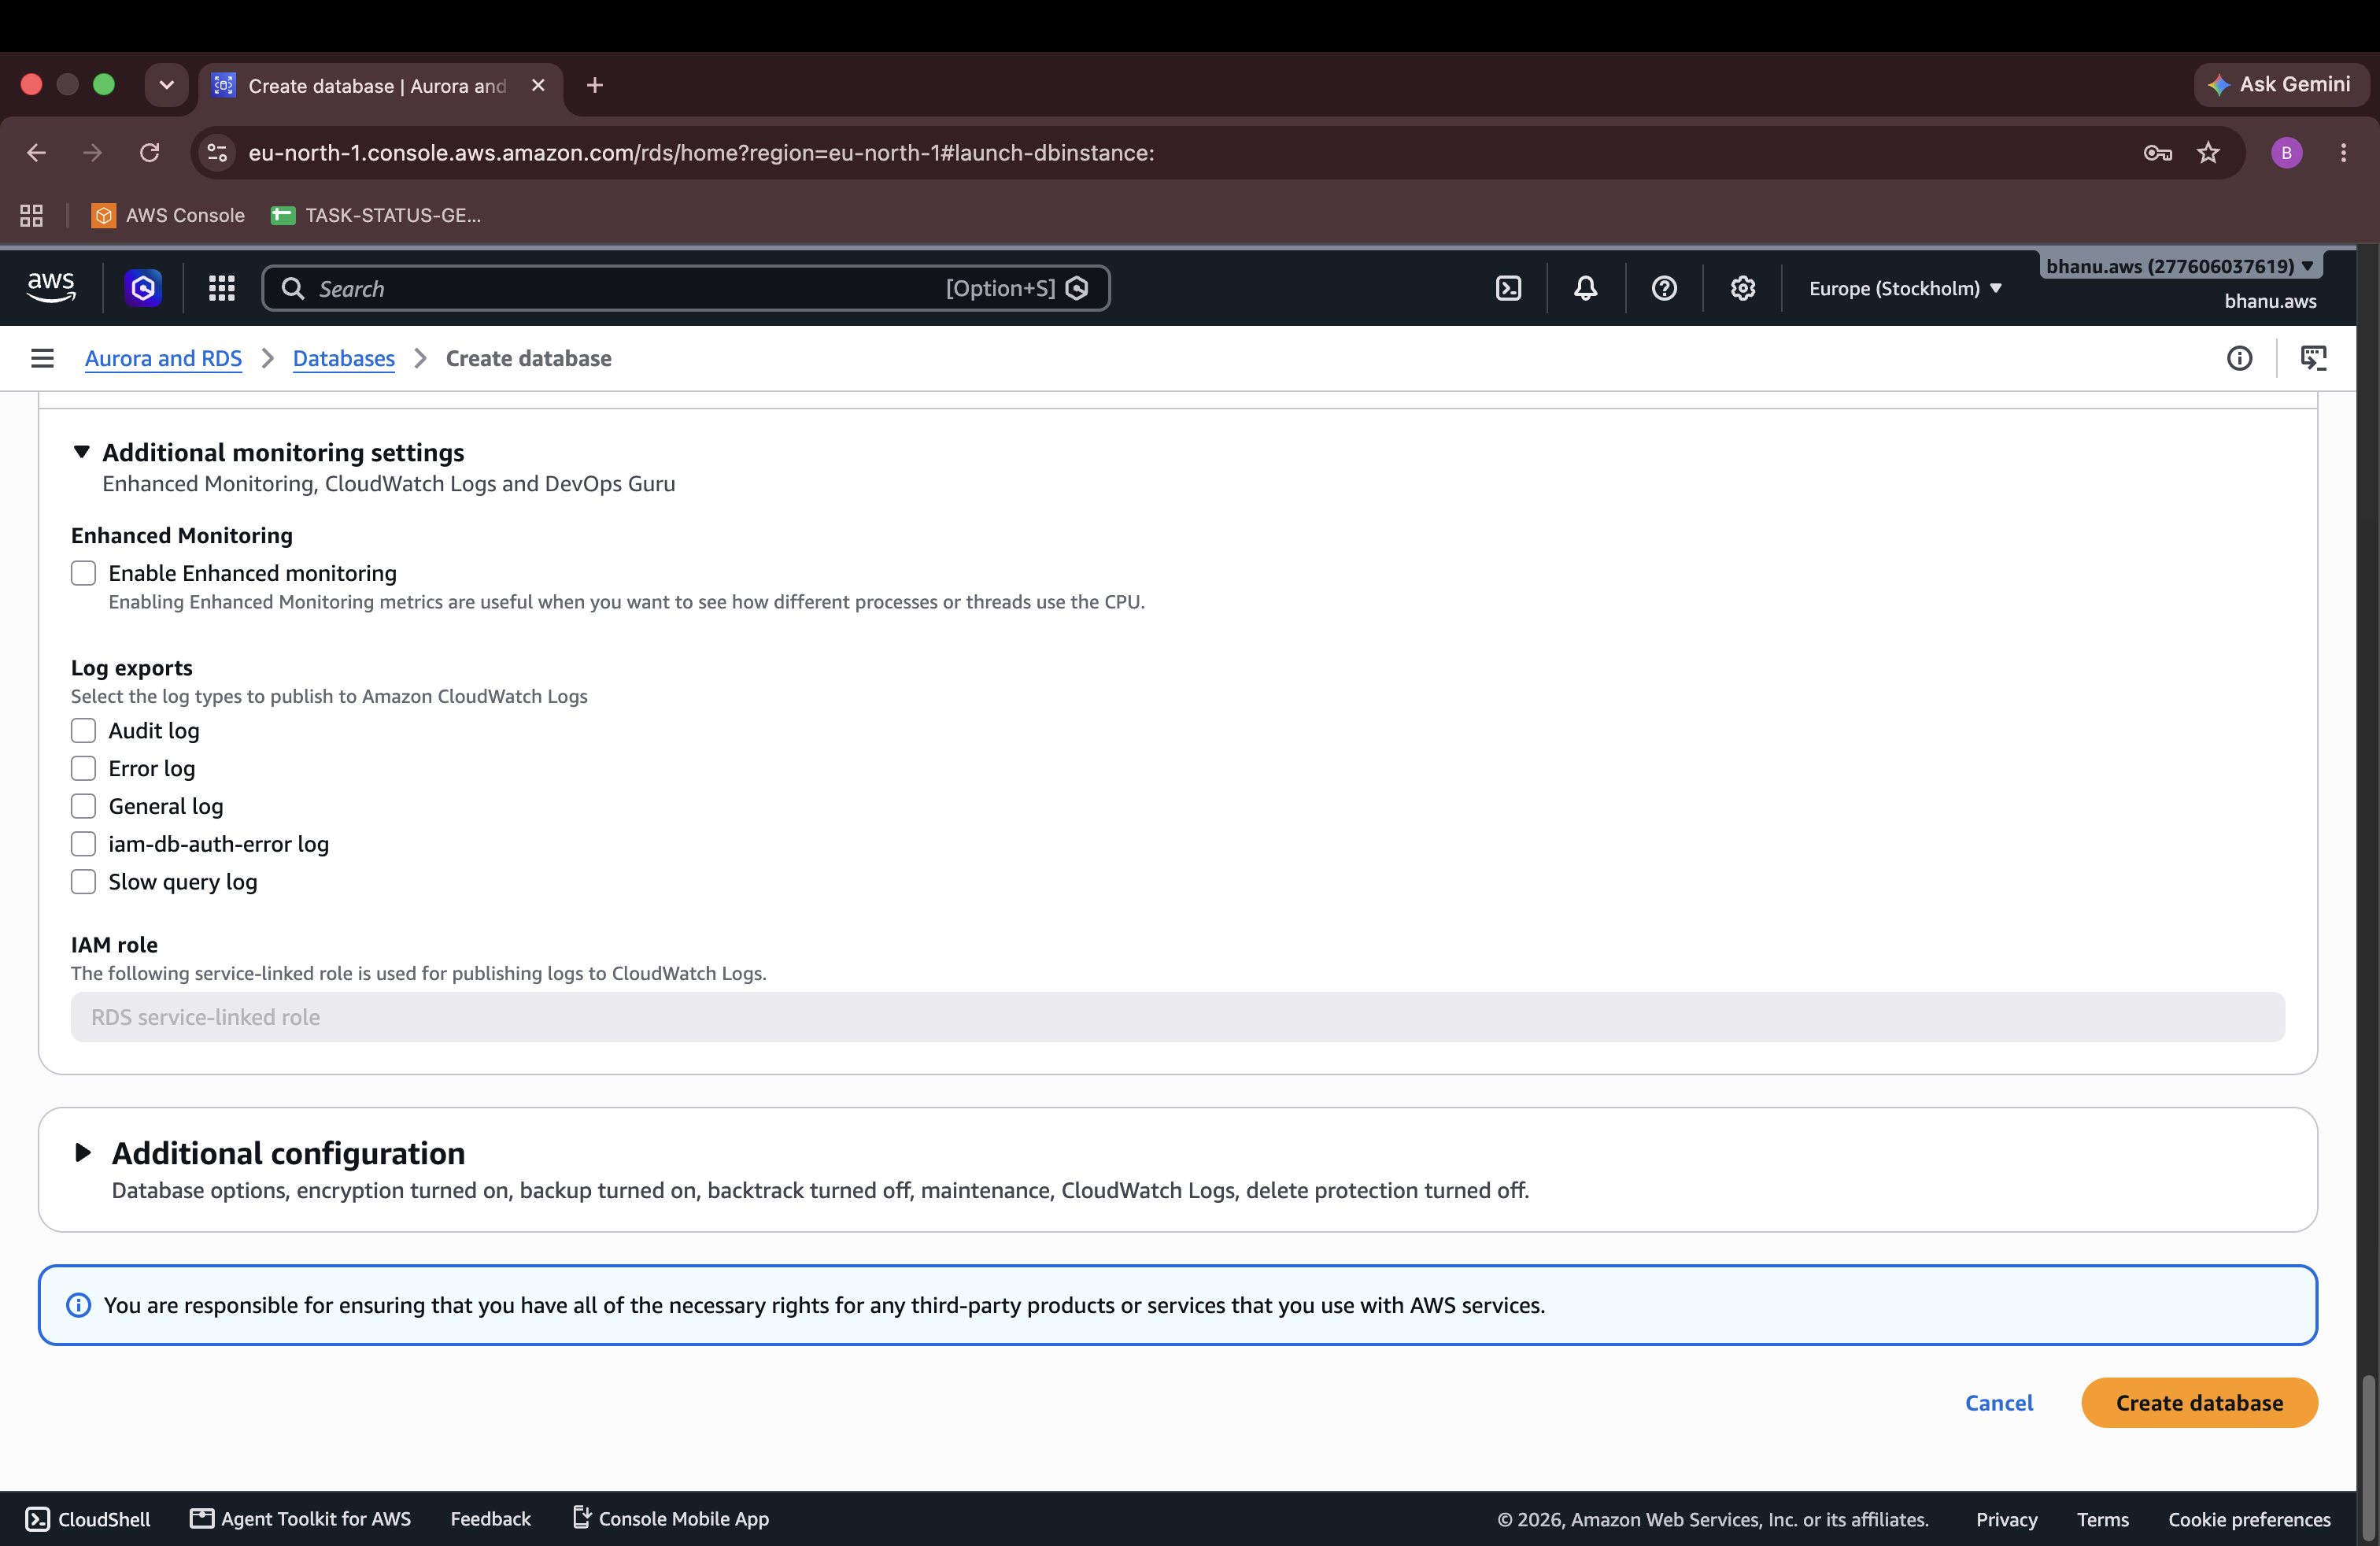 Create database | Aurora and
Ask Gemini
eu-north-1.console.aws.amazon.com/rds/home?region=eu-north-1#launch-dbinstance:
B
AWS Console
TASK-STATUS-GE...
aws
Search
[Option+S]
Europe (Stockholm)
bhanu.aws (277606037619)
bhanu.aws
Aurora and RDS
Databases
Create database
Additional monitoring settings
Enhanced Monitoring, CloudWatch Logs and DevOps Guru
Enhanced Monitoring
Enable Enhanced monitoring
Enabling Enhanced Monitoring metrics are useful when you want to see how different processes or threads use the CPU.
Log exports
Select the log types to publish to Amazon CloudWatch Logs
Audit log
Error log
General log
iam-db-auth-error log
Slow query log
IAM role
The following service-linked role is used for publishing logs to CloudWatch Logs.
RDS service-linked role
Additional configuration
Database options, encryption turned on, backup turned on, backtrack turned off, maintenance, CloudWatch Logs, delete protection turned off.
You are responsible for ensuring that you have all of the necessary rights for any third-party products or services that you use with AWS services.
Cancel
Create database
CloudShell
Agent Toolkit for AWS
Feedback
Console Mobile App
© 2026, Amazon Web Services, Inc. or its affiliates.
Privacy
Terms
Cookie preferences